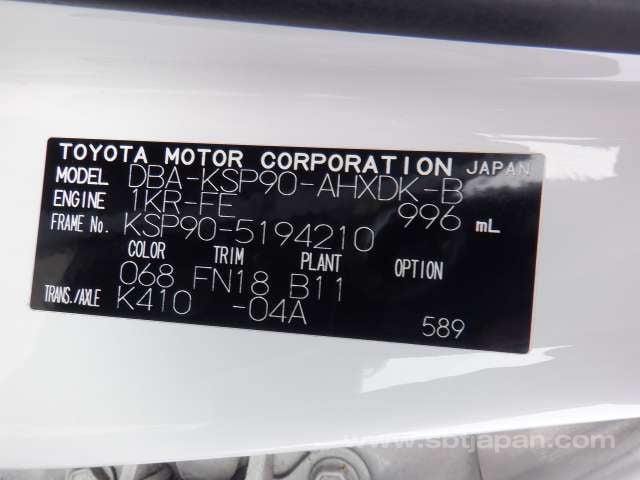 TOYOTA MOTOR CORPORATION JAPAN
MODEL DBA-KSP90-AHXDK-B
ENGINE 1KR-FE 996 mL
FRAME No. KSP90-5194210
COLOR TRIM PLANT OPTION
068 FN18 B11
TRANS./AXLE K410 -04A 589
www.sbtjapan.com